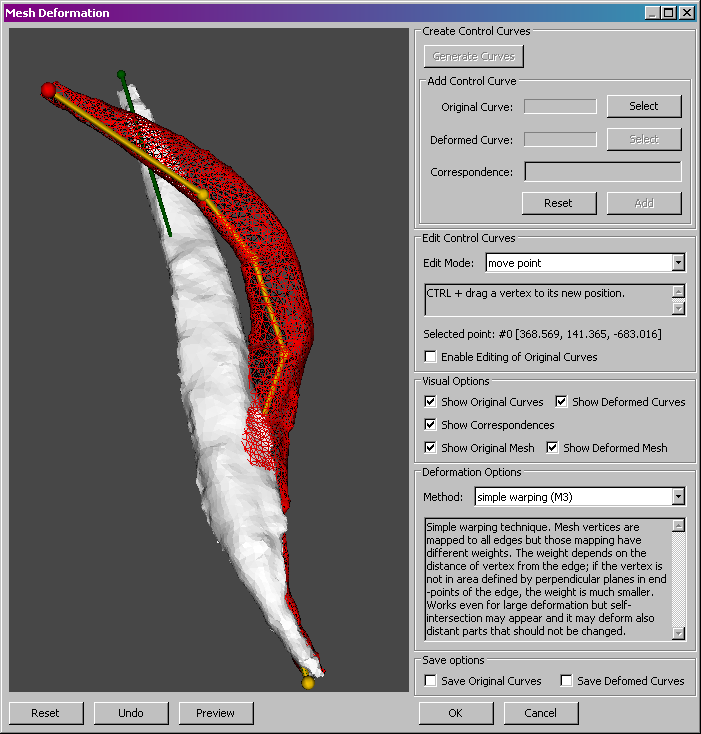 Mesh Deformation
Create Control Curves
Generate Curves
Add Control Curve
Original Curve:
Select
Deformed Curve:
Select
Correspondence:
Reset
Add
Edit Control Curves
Edit Mode:
move point
CTRL + drag a vertex to its new position.
Selected point: #0 [368.569, 141.365, -683.016]
Enable Editing of Original Curves
Visual Options
Show Original Curves
Show Deformed Curves
Show Correspondences
Show Original Mesh
Show Deformed Mesh
Deformation Options
Method:
simple warping (M3)
Simple warping technique. Mesh vertices are
mapped to all edges but those mapping have
different weights. The weight depends on the
distance of vertex from the edge; if the vertex is
not in area defined by perpendicular planes in end
-points of the edge, the weight is much smaller.
Works even for large deformation but self-
intersection may appear and it may deform also
distant parts that should not be changed.
Save options
Save Original Curves
Save Defomed Curves
Reset
Undo
Preview
OK
Cancel